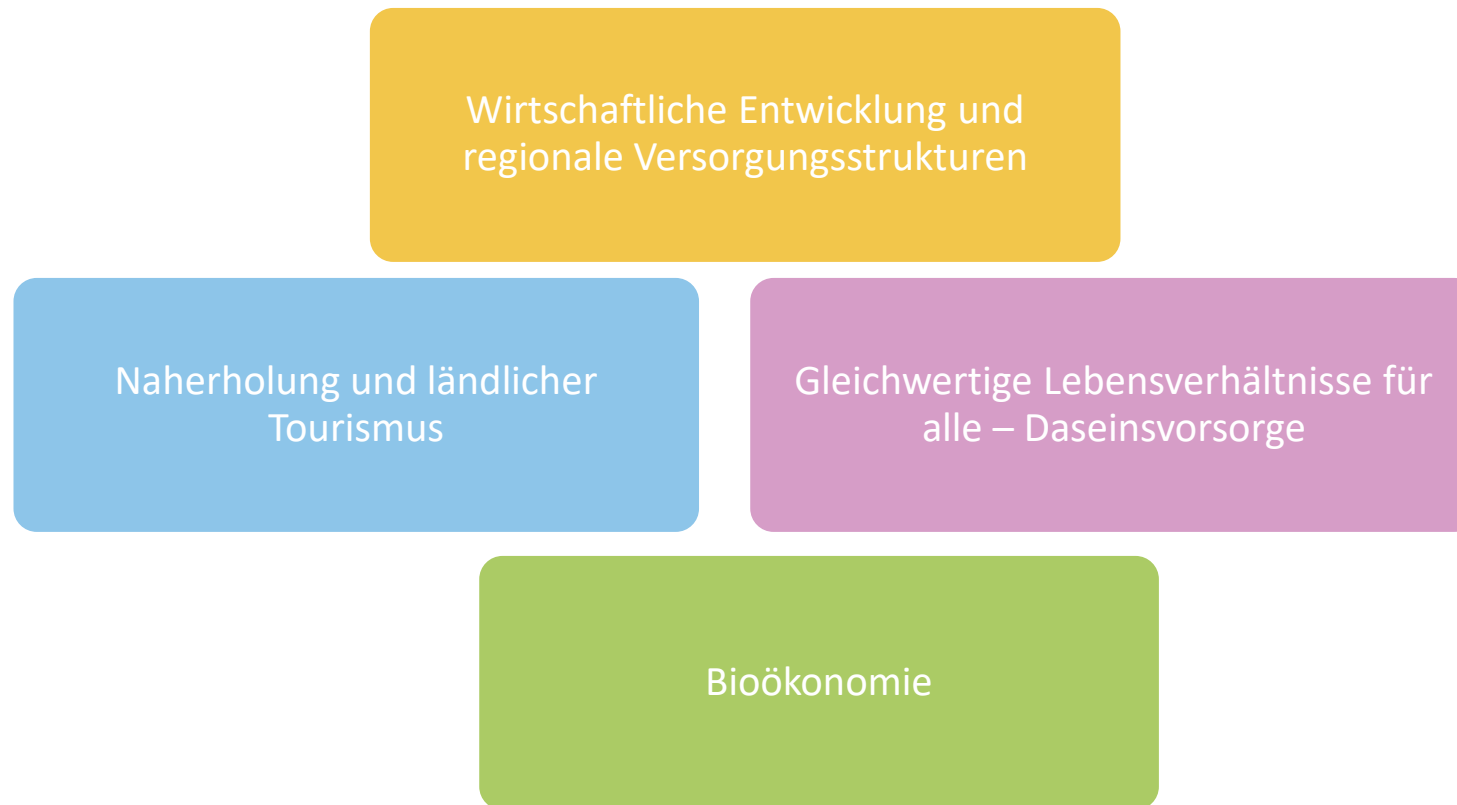 Wirtschaftliche Entwicklung und
regionale Versorgungsstrukturen
Naherholung und ländlicher
Tourismus
Gleichwertige Lebensverhältnisse für
alle – Daseinsvorsorge
Bioökonomie